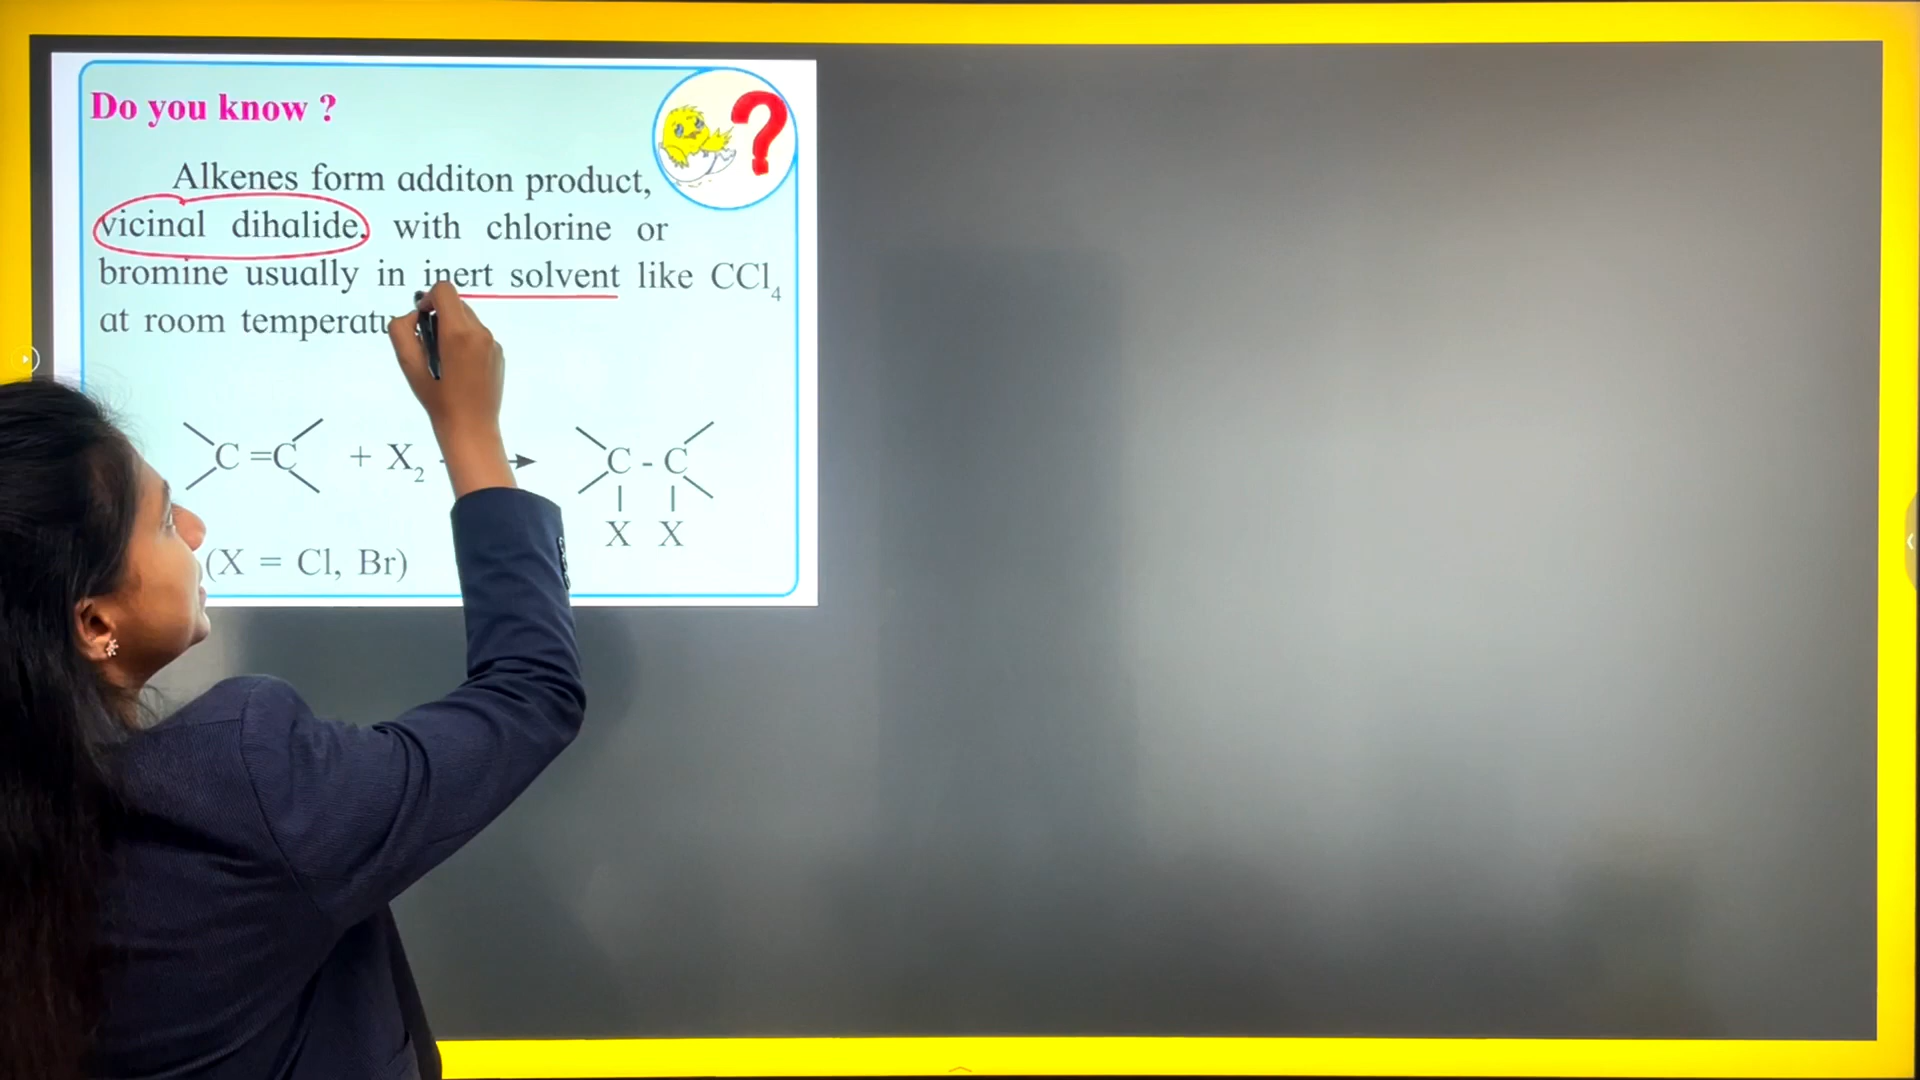 Do you know ?
?
Alkenes form additon product,
vicinal dihalide, with chlorine or
bromine usually in inert solvent like CCl₄
at room
C = C + X₂ C - C
X X
(X = Cl, Br)